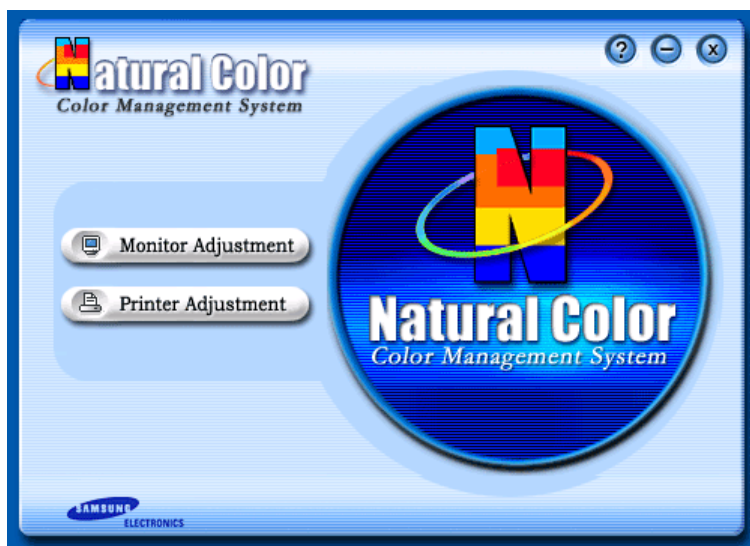 Natural Color
Color Management System
?
–
x
Monitor Adjustment
Printer Adjustment
N
Natural Color
Color Management System
SAMSUNG
ELECTRONICS